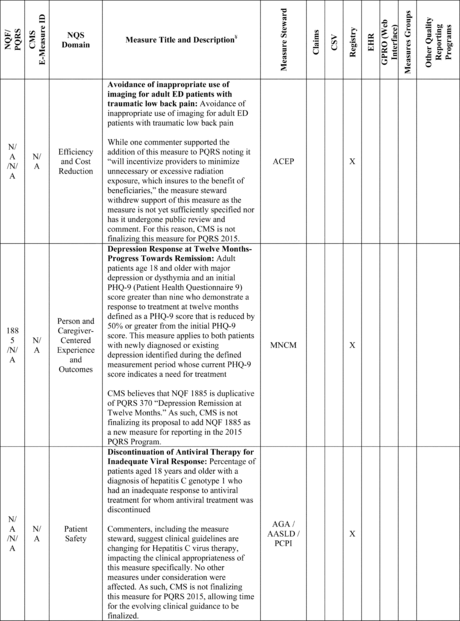 NQF/
PQRS
CMS
E-Measure ID
NQS
Domain
Measure Title and Description¥
Measure Steward
Claims
CSV
Registry
EHR
GPRO (Web
Interface)
Measures Groups
Other Quality
Reporting
Programs
N/
A
/N/
A
N/
A
Efficiency
and Cost
Reduction
Avoidance of inappropriate use of
imaging for adult ED patients with
traumatic low back pain: Avoidance of
inappropriate use of imaging for adult ED
patients with traumatic low back pain
While one commenter supported the
addition of this measure to PQRS noting it
“will incentivize providers to minimize
unnecessary or excessive radiation
exposure, which insures to the benefit of
beneficiaries,” the measure steward
withdrew support of this measure as the
measure is not yet sufficiently specified nor
has it undergone public review and
comment. For this reason, CMS is not
finalizing this measure for PQRS 2015.
ACEP
X
188
5
/N/
A
N/
A
Person and
Caregiver-
Centered
Experience
and
Outcomes
Depression Response at Twelve Months-
Progress Towards Remission: Adult
patients age 18 and older with major
depression or dysthymia and an initial
PHQ-9 (Patient Health Questionnaire 9)
score greater than nine who demonstrate a
response to treatment at twelve months
defined as a PHQ-9 score that is reduced by
50% or greater from the initial PHQ-9
score. This measure applies to both patients
with newly diagnosed or existing
depression identified during the defined
measurement period whose current PHQ-9
score indicates a need for treatment
CMS believes that NQF 1885 is duplicative
of PQRS 370 “Depression Remission at
Twelve Months.” As such, CMS is not
finalizing its proposal to add NQF 1885 as
a new measure for reporting in the 2015
PQRS Program.
MNCM
X
N/
A
/N/
A
N/
A
Patient
Safety
Discontinuation of Antiviral Therapy for
Inadequate Viral Response: Percentage of
patients aged 18 years and older with a
diagnosis of hepatitis C genotype 1 who
had an inadequate response to antiviral
treatment for whom antiviral treatment was
discontinued
Commenters, including the measure
steward, suggest clinical guidelines are
changing for Hepatitis C virus therapy,
impacting the clinical appropriateness of
this measure specifically. No other
measures under consideration were
affected. As such, CMS is not finalizing
this measure for PQRS 2015, allowing time
for the evolving clinical guidance to be
finalized.
AGA /
AASLD /
PCPI
X